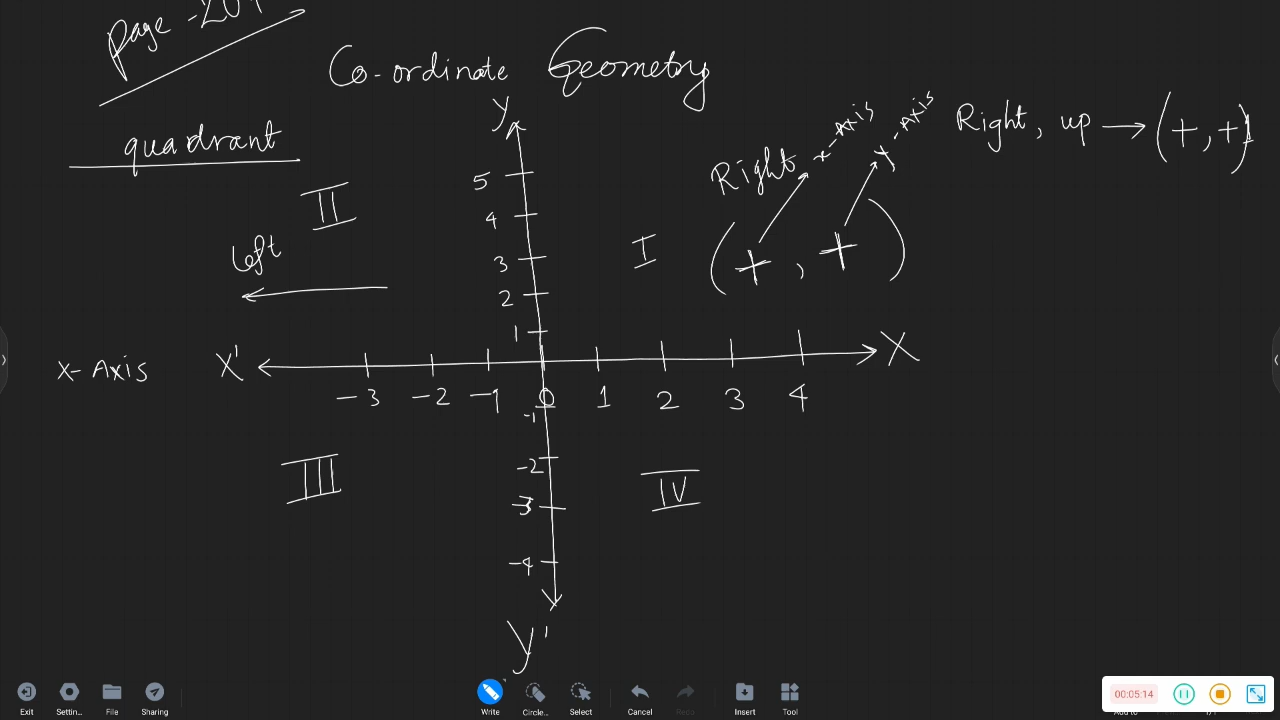 Page - 204
Co-ordinate Geometry
quadrant
Y
Right x-Axis
-Axis
Right, up → (+,+)
II
I
(+, +)
left
5
4
3
2
1
X-Axis
X'
X
-3 -2 -1 0 1 2 3 4
-1
-2
-3
-4
III
IV
Y'
Exit
Settin...
File
Sharing
Write
Circle...
Select
Cancel
Redo
Insert
Tool
00:05:14